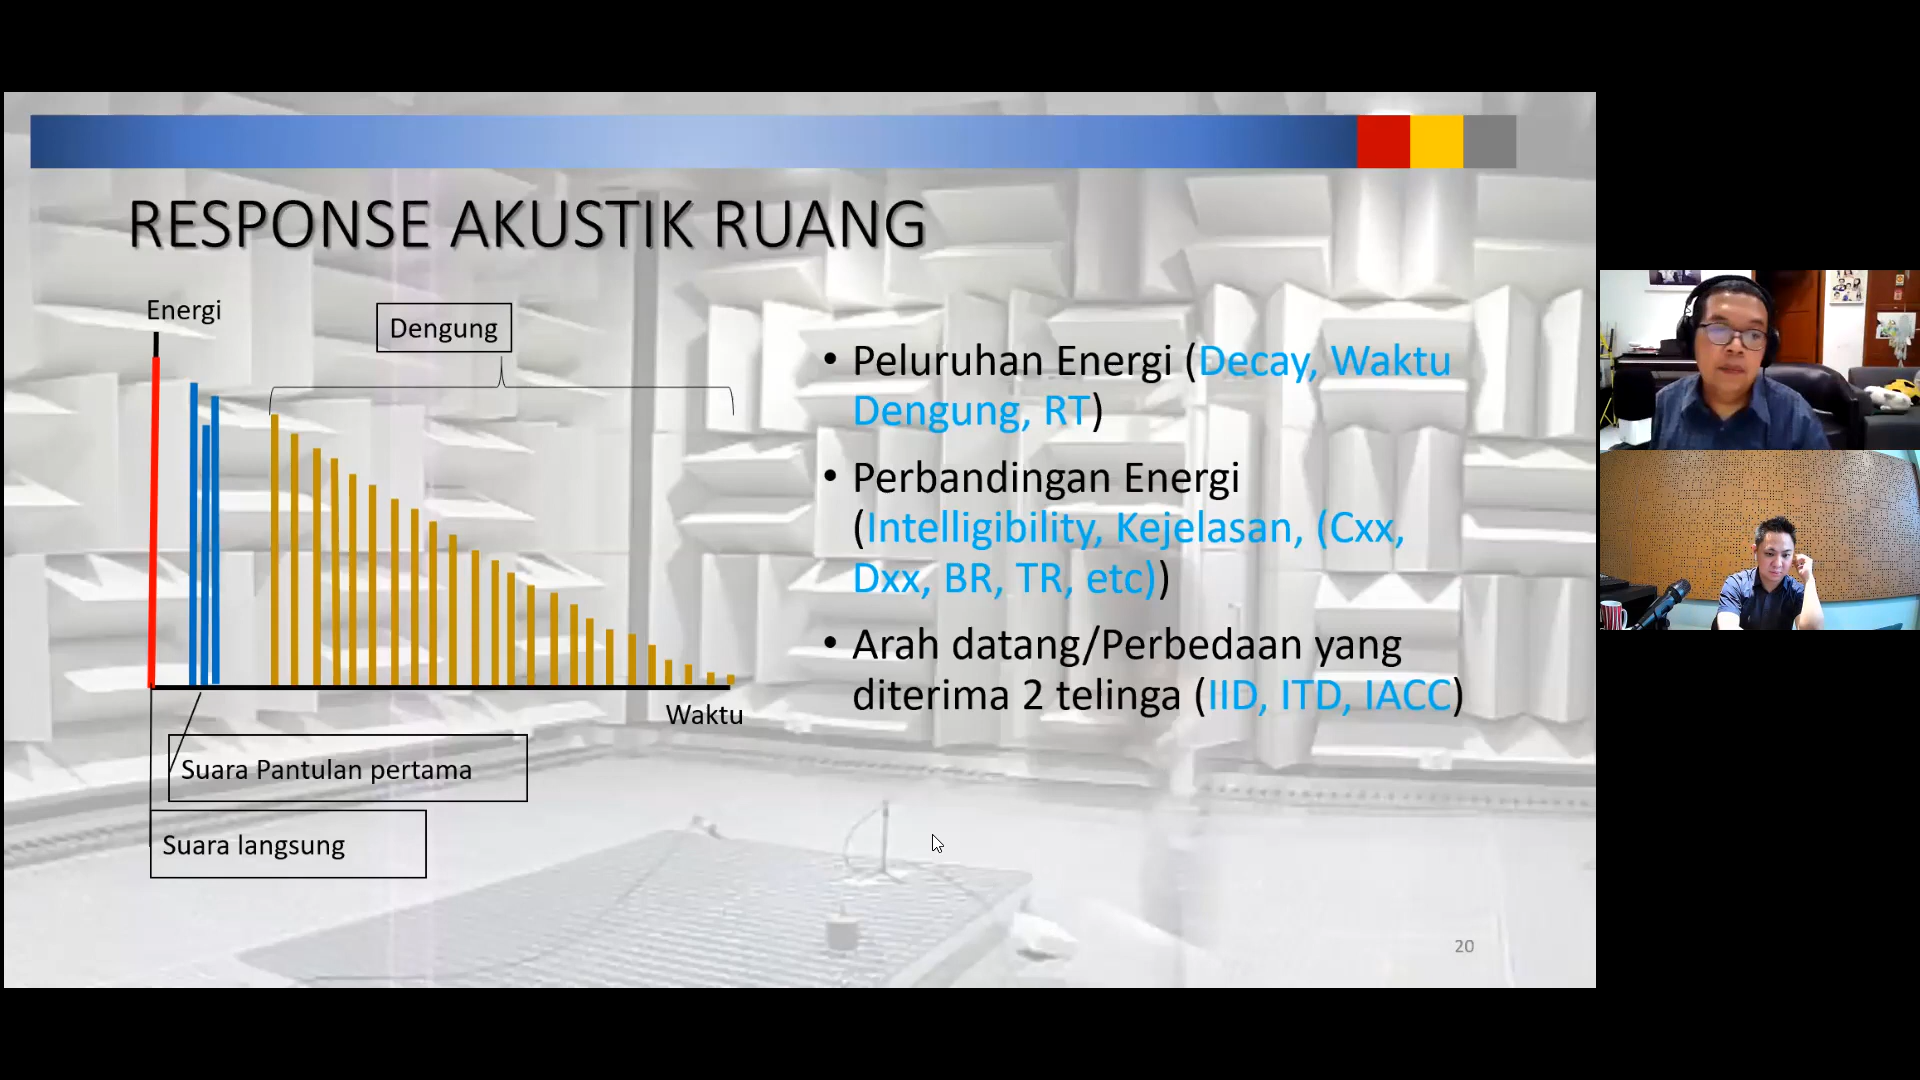 RESPONSE AKUSTIK RUANG
Energi
Dengung
Waktu
Suara Pantulan pertama
Suara langsung
• Peluruhan Energi (Decay, Waktu
Dengung, RT)
• Perbandingan Energi
(Intelligibility, Kejelasan, (Cxx,
Dxx, BR, TR, etc))
• Arah datang/Perbedaan yang
diterima 2 telinga (IID, ITD, IACC)
20